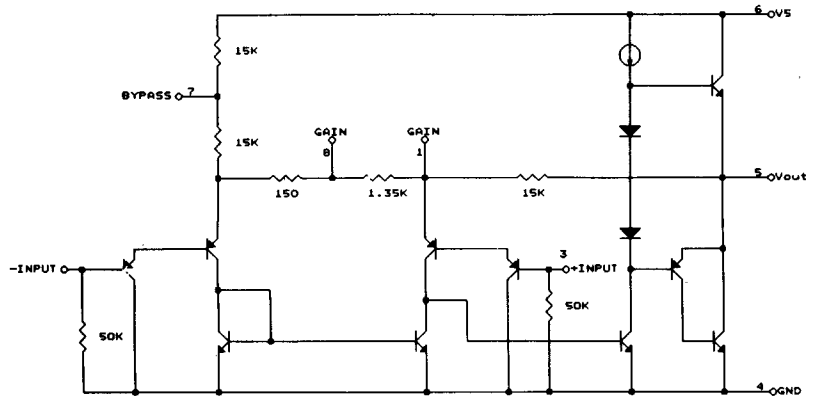 6 V5
15K
BYPASS 7
GAIN GAIN
15K
8 1
5 Vout
150 1.35K 15K
3
-INPUT +INPUT
50K 50K
4 GND